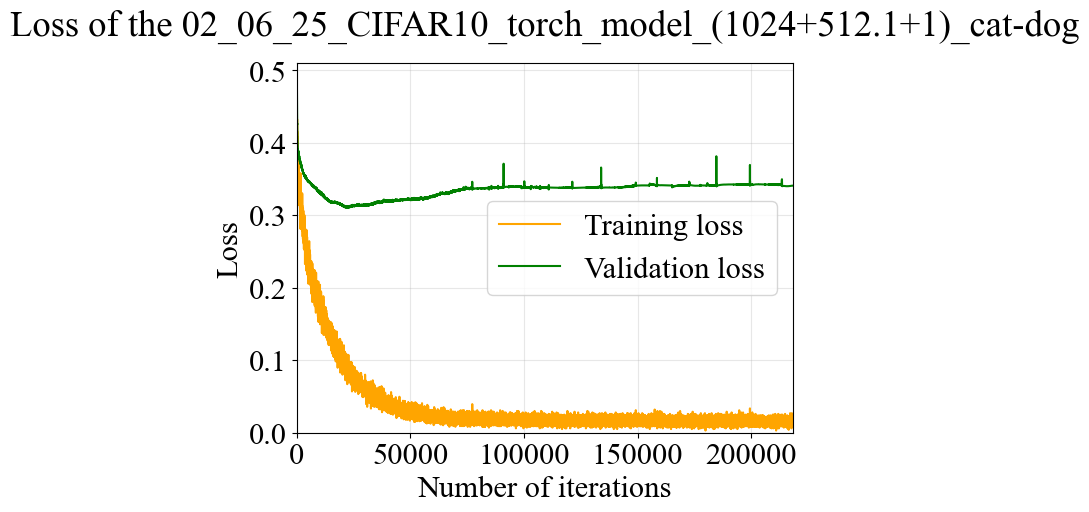 Loss of the 02_06_25_CIFAR10_torch_model_(1024+512.1+1)_cat-dog
0.5
0.4
0.3
0.2
0.1
0.0
Loss
Training loss
Validation loss
0 50000 100000 150000 200000
Number of iterations